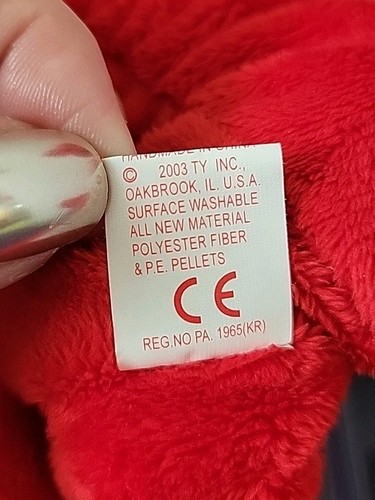 HANDMADE IN CHINA
© 2003 TY INC.,
OAKBROOK, IL. U.S.A.
SURFACE WASHABLE
ALL NEW MATERIAL
POLYESTER FIBER
& P.E. PELLETS
CE
REG.NO PA. 1965(KR)